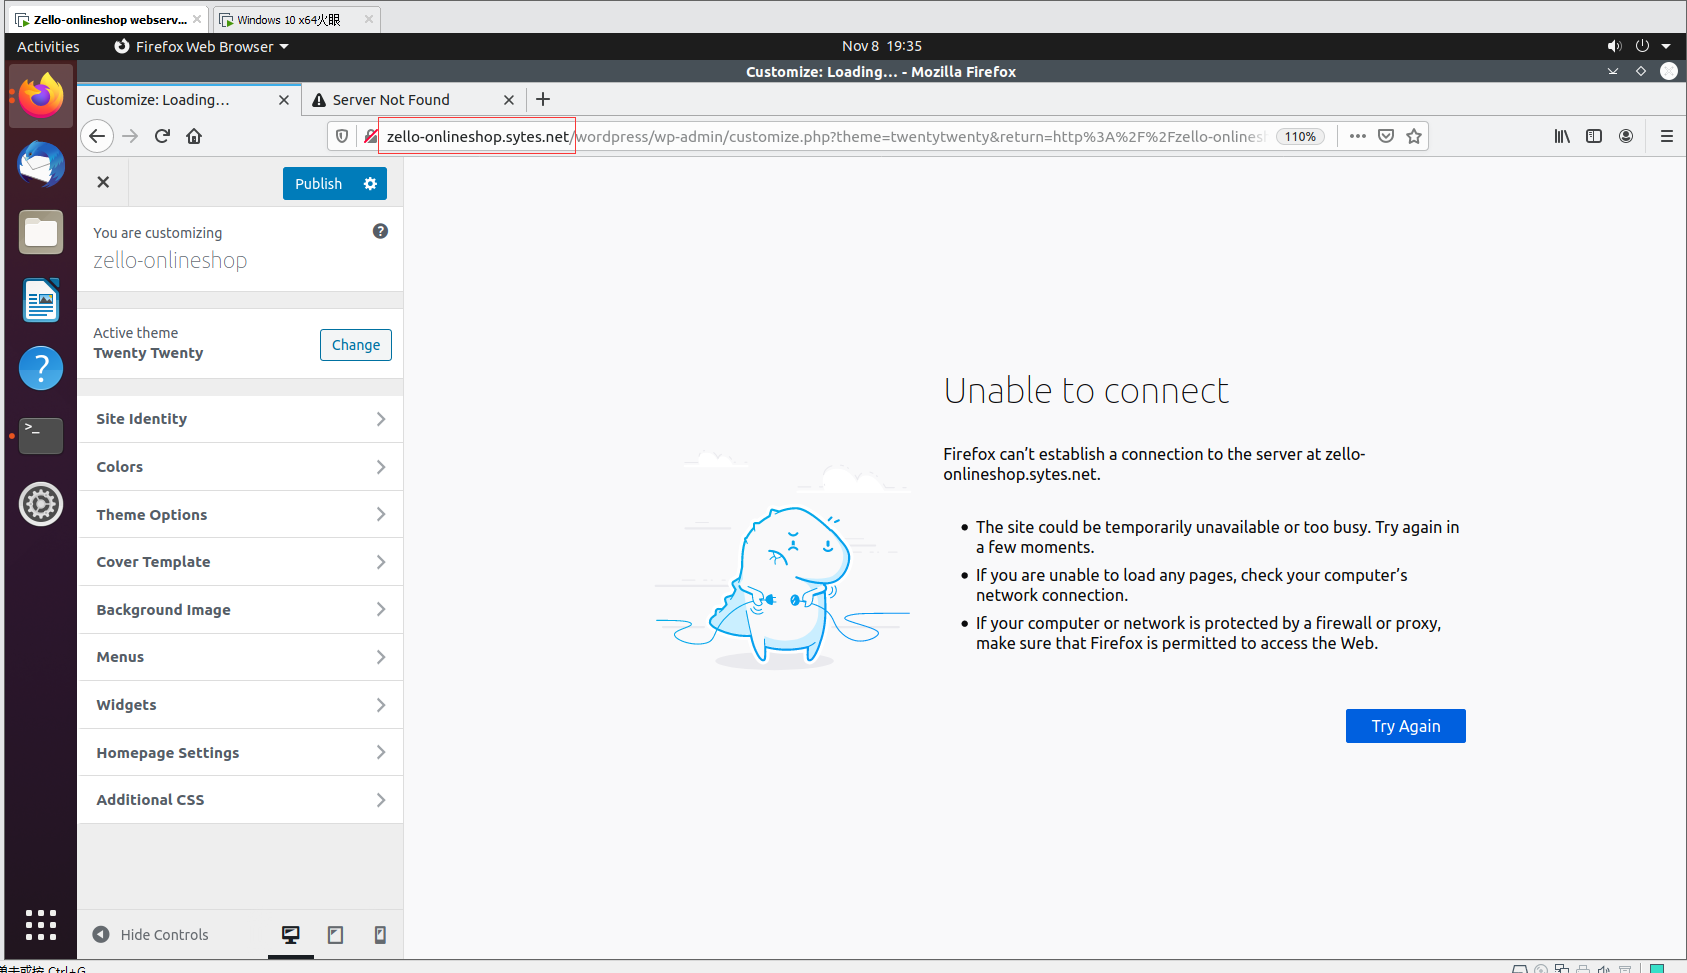 Zello-onlineshop webserv...
Windows 10 x64火眼
Activities
Firefox Web Browser
Nov 8 19:35
Customize: Loading… - Mozilla Firefox
Customize: Loading…
Server Not Found
zello-onlineshop.sytes.net/wordpress/wp-admin/customize.php?theme=twentytwenty&return=http%3A%2F%2Fzello-onlinesh
110%
Publish
You are customizing
zello-onlineshop
Active theme
Twenty Twenty
Change
Site Identity
Colors
Theme Options
Cover Template
Background Image
Menus
Widgets
Homepage Settings
Additional CSS
Hide Controls
Unable to connect
Firefox can’t establish a connection to the server at zello-
onlineshop.sytes.net.
• The site could be temporarily unavailable or too busy. Try again in
a few moments.
• If you are unable to load any pages, check your computer’s
network connection.
• If your computer or network is protected by a firewall or proxy,
make sure that Firefox is permitted to access the Web.
Try Again
单击或按 Ctrl+G